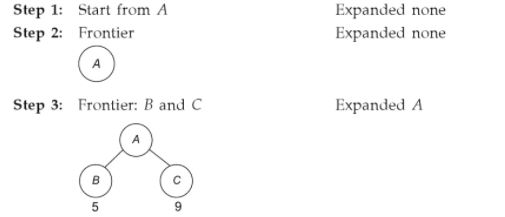 Step 1: Start from A Expanded none
Step 2: Frontier Expanded none
A
Step 3: Frontier: B and C Expanded A
A
B C
5 9